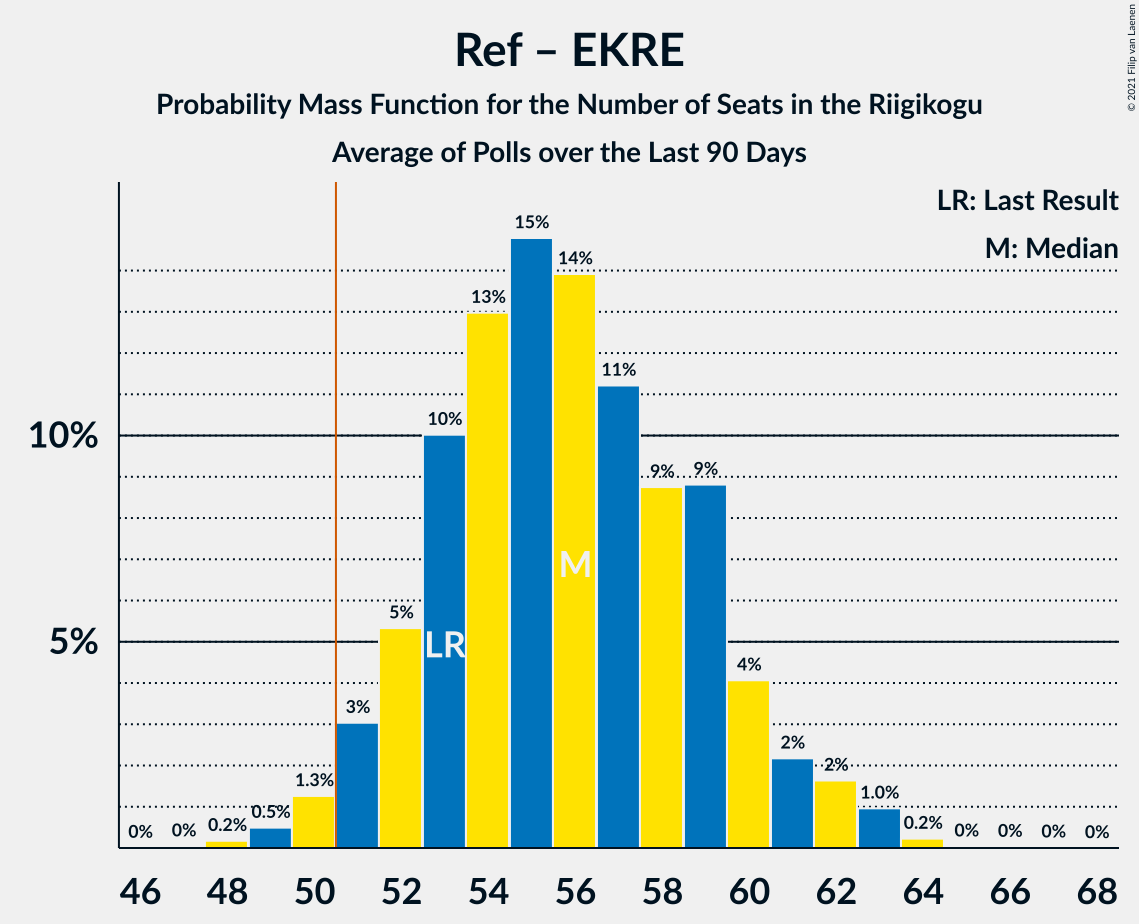 Ref – EKRE
Probability Mass Function for the Number of Seats in the Riigikogu
Average of Polls over the Last 90 Days
© 2021 Filip van Laenen
LR: Last Result
M: Median
15%
14%
13%
11%
10%
10%
9%
9%
M
5%
LR
5%
4%
3%
2%
2%
1.3%
1.0%
0.5%
0.2%
0.2%
0%
0%
0%
0%
0%
0%
46 48 50 52 54 56 58 60 62 64 66 68